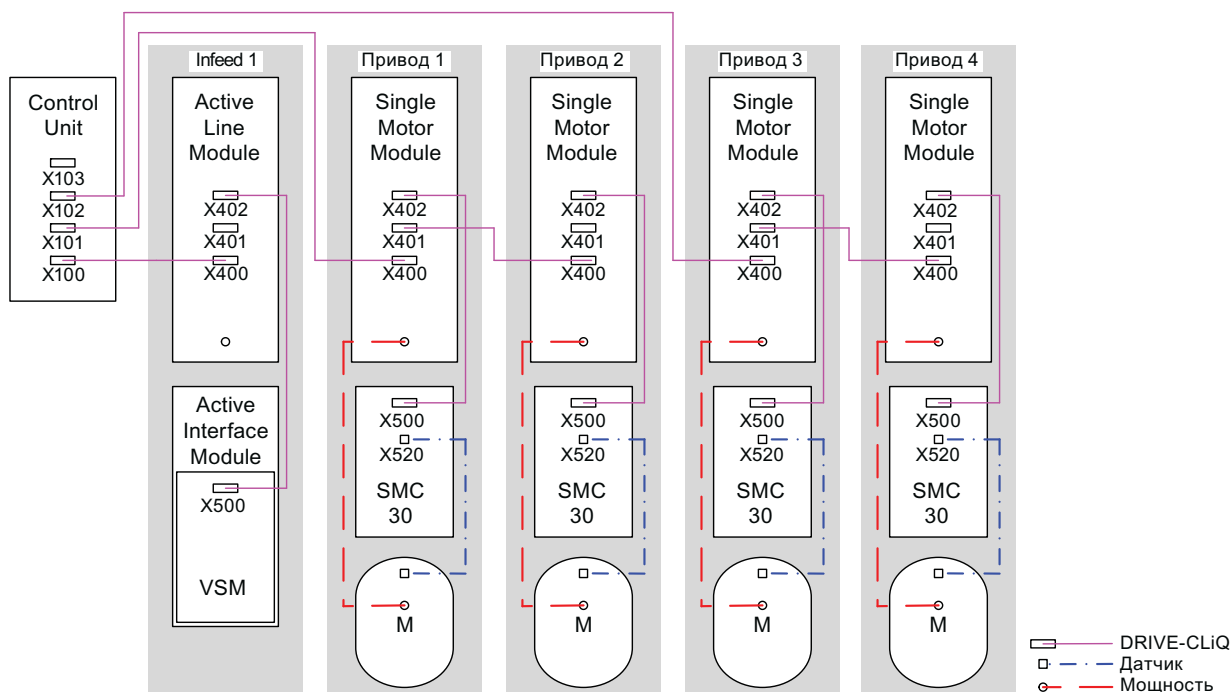 Infeed 1
Привод 1
Привод 2
Привод 3
Привод 4
Control
Unit
X103
X102
X101
X100
Active
Line
Module
X402
X401
X400
Single
Motor
Module
X402
X401
X400
Single
Motor
Module
X402
X401
X400
Single
Motor
Module
X402
X401
X400
Single
Motor
Module
X402
X401
X400
Active
Interface
Module
X500
VSM
X500
X520
SMC
30
M
X500
X520
SMC
30
M
X500
X520
SMC
30
M
X500
X520
SMC
30
M
DRIVE-CLiQ
Датчик
Мощность